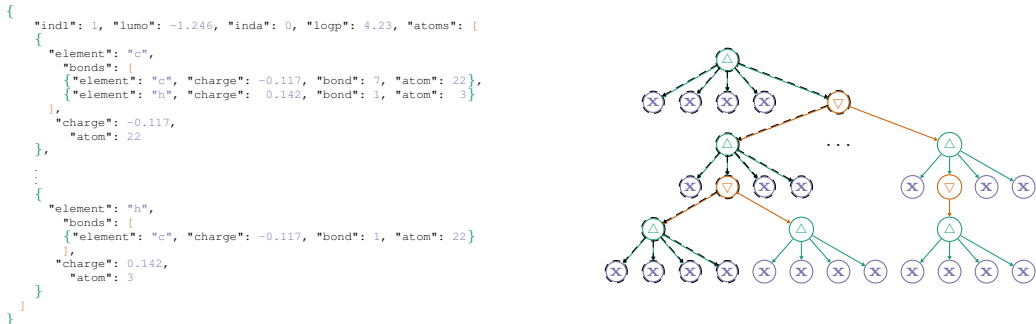 {
"ind1": 1, "lumo": -1.246, "inda": 0, "logp": 4.23, "atoms": [
{
"element": "c",
"bonds": [
{"element": "c", "charge": -0.117, "bond": 7, "atom": 22},
{"element": "h", "charge": 0.142, "bond": 1, "atom": 3}
],
"charge": -0.117,
"atom": 22
},
⋮
{
"element": "h",
"bonds": [
{"element": "c", "charge": -0.117, "bond": 1, "atom": 22}
],
"charge": 0.142,
"atom": 3
}
]
}
△
x x x x ▽
△ ... △
x ▽ x x x ▽ x x
△ △ △
x x x x x x x x x x x x